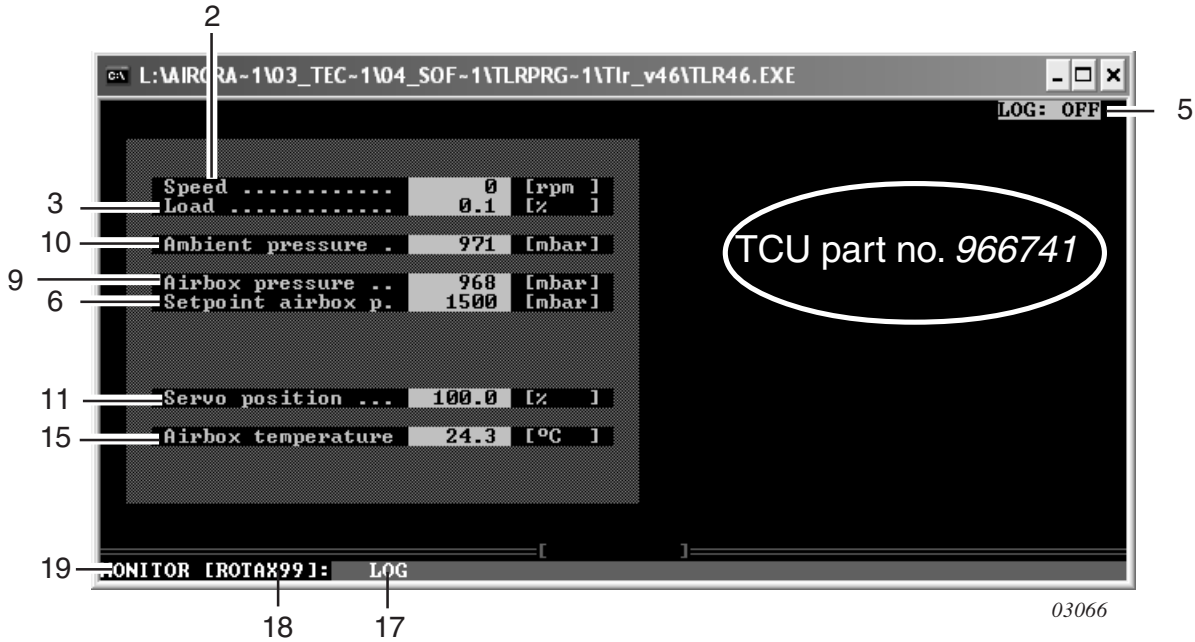 2
L:\AIRCRA~1\03_TEC~1\04_SOF~1\TLRPRG~1\Tlr_v46\TLR46.EXE
LOG: OFF 5
Speed ............ 0 [rpm ]
3 Load ............. 0.1 [% ]
10 Ambient pressure . 971 [mbar]
TCU part no. 966741
9 Airbox pressure .. 968 [mbar]
6 Setpoint airbox p. 1500 [mbar]
11 Servo position ... 100.0 [% ]
15 Airbox temperature 24.3 [ºC ]
[ ]
19 MONITOR [ROTAX99]: LOG
18 17
03066